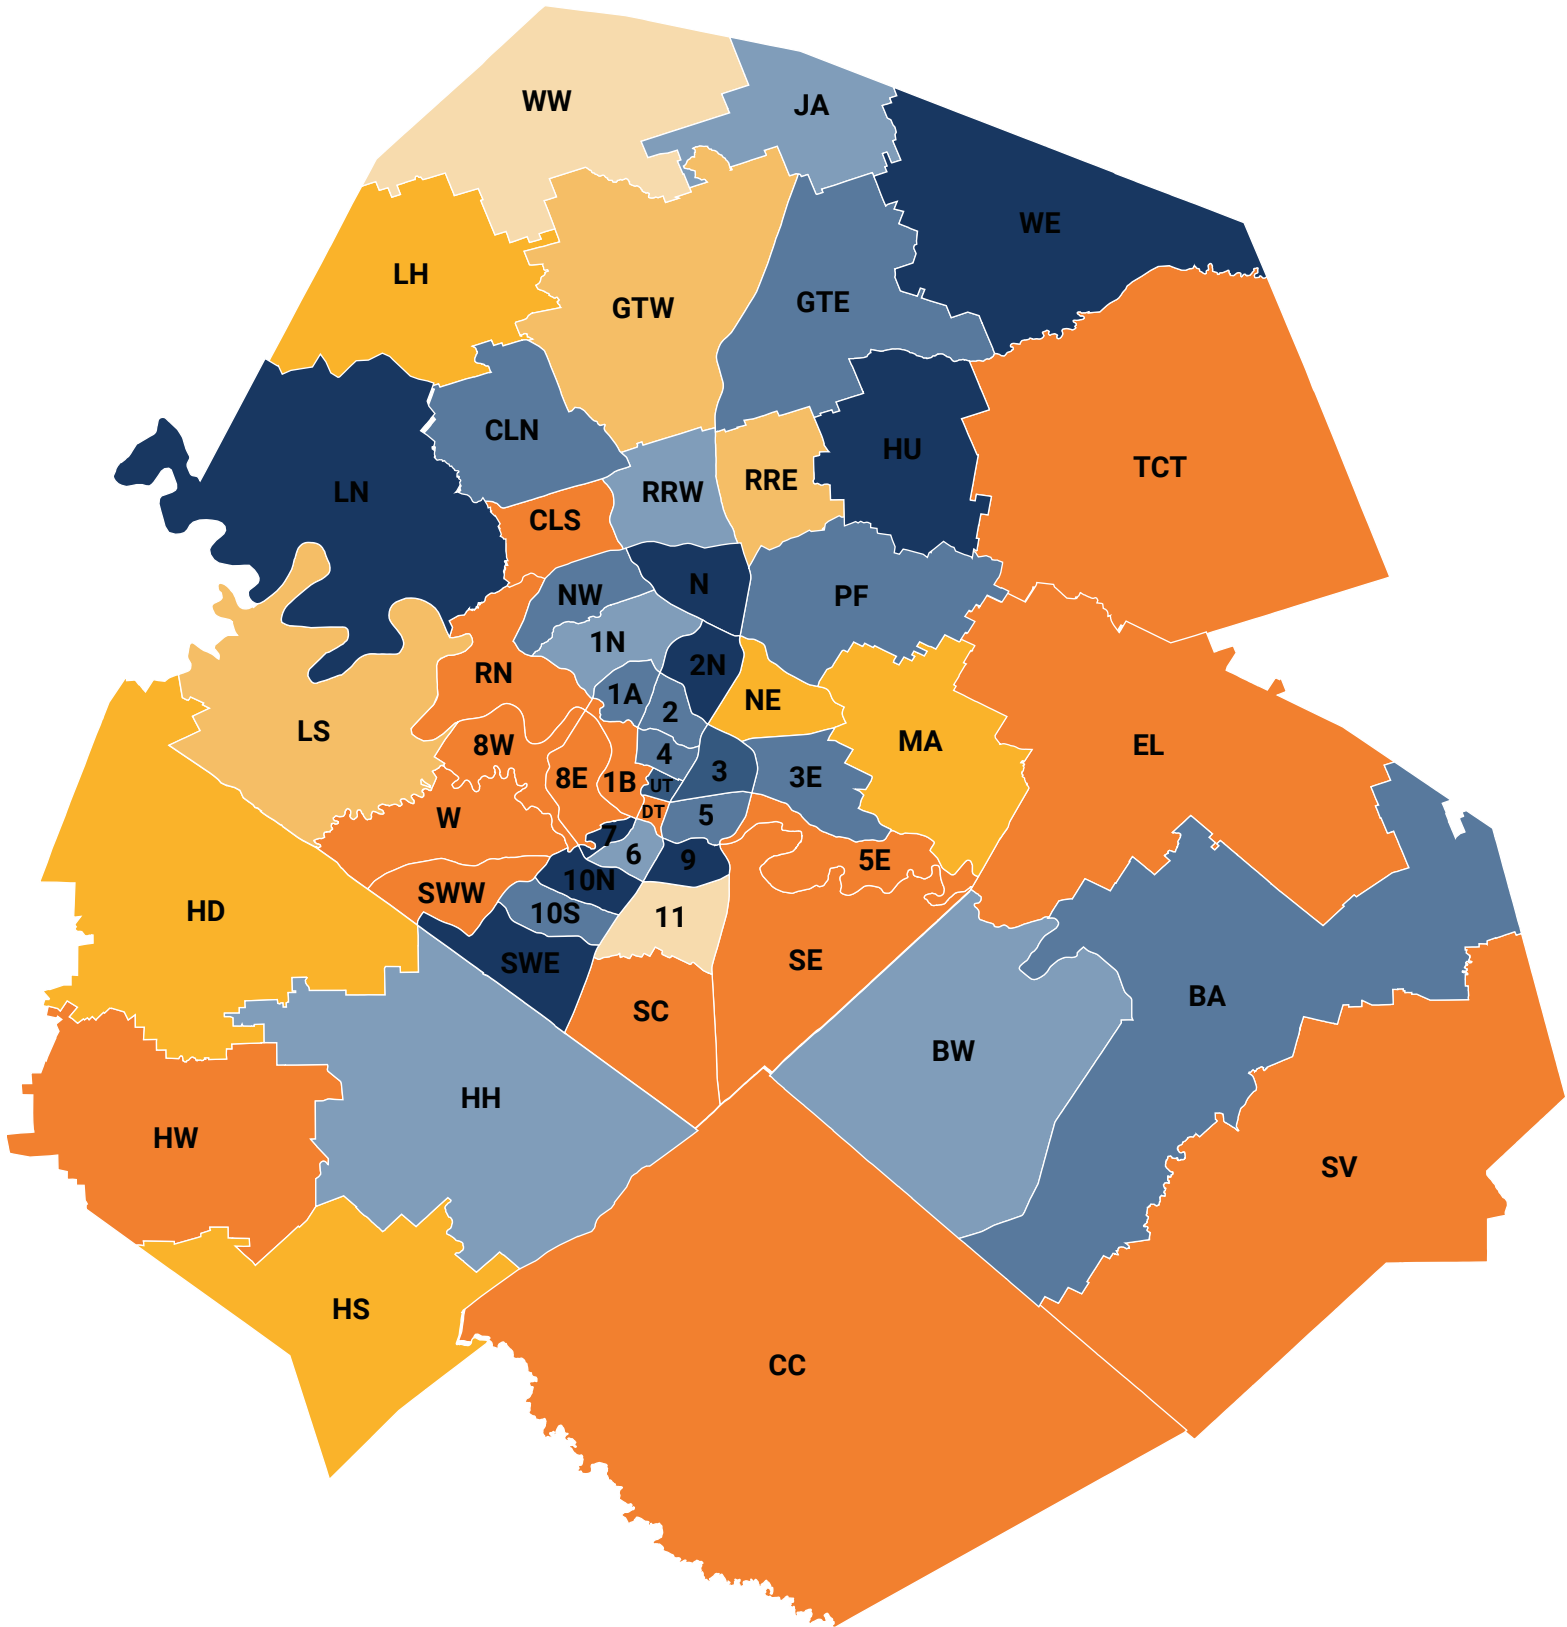 WW
JA
WE
LH
GTW
GTE
CLN
HU
TCT
LN
RRW
RRE
CLS
N
NW
PF
1N
2N
RN
1A
NE
2
LS
8W
MA
EL
4
3
3E
8E
1B
UT
DT
5
W
7
6
9
5E
10N
SWW
HD
10S
11
SWE
SE
BA
SC
BW
HH
HW
SV
HS
CC